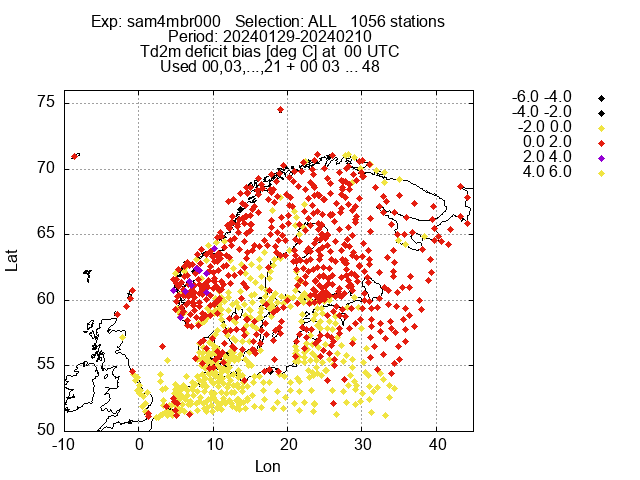 Exp: sam4mbr000   Selection: ALL   1056 stations
Period: 20240129-20240210
Td2m deficit bias [deg C] at  00 UTC
Used 00,03,...,21 + 00 03 ... 48
-6.0 -4.0
-4.0 -2.0
-2.0 0.0
0.0 2.0
2.0 4.0
4.0 6.0
75
70
65
60
55
50
Lat
-10 0 10 20 30 40
Lon